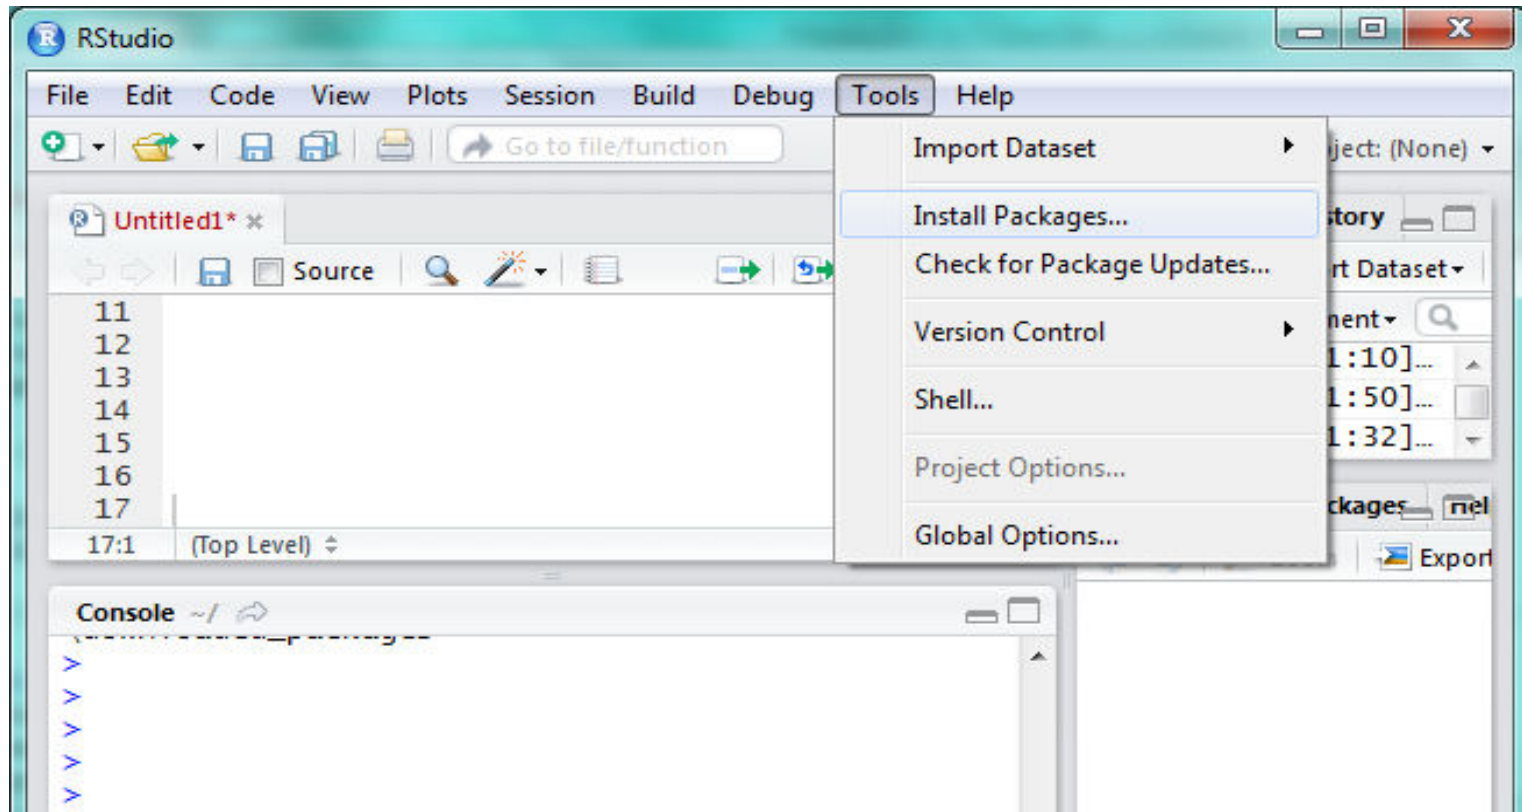 RStudio
File Edit Code View Plots Session Build Debug Tools Help
Go to file/function
ject: (None)
Import Dataset
Install Packages...
Check for Package Updates...
Version Control
Shell...
Project Options...
Global Options...
Untitled1*
Source
11
12
13
14
15
16
17
17:1 (Top Level)
story
rt Dataset
nent
1:10]...
1:50]...
1:32]...
ckages Hel
Export
Console ~/
>
>
>
>
>